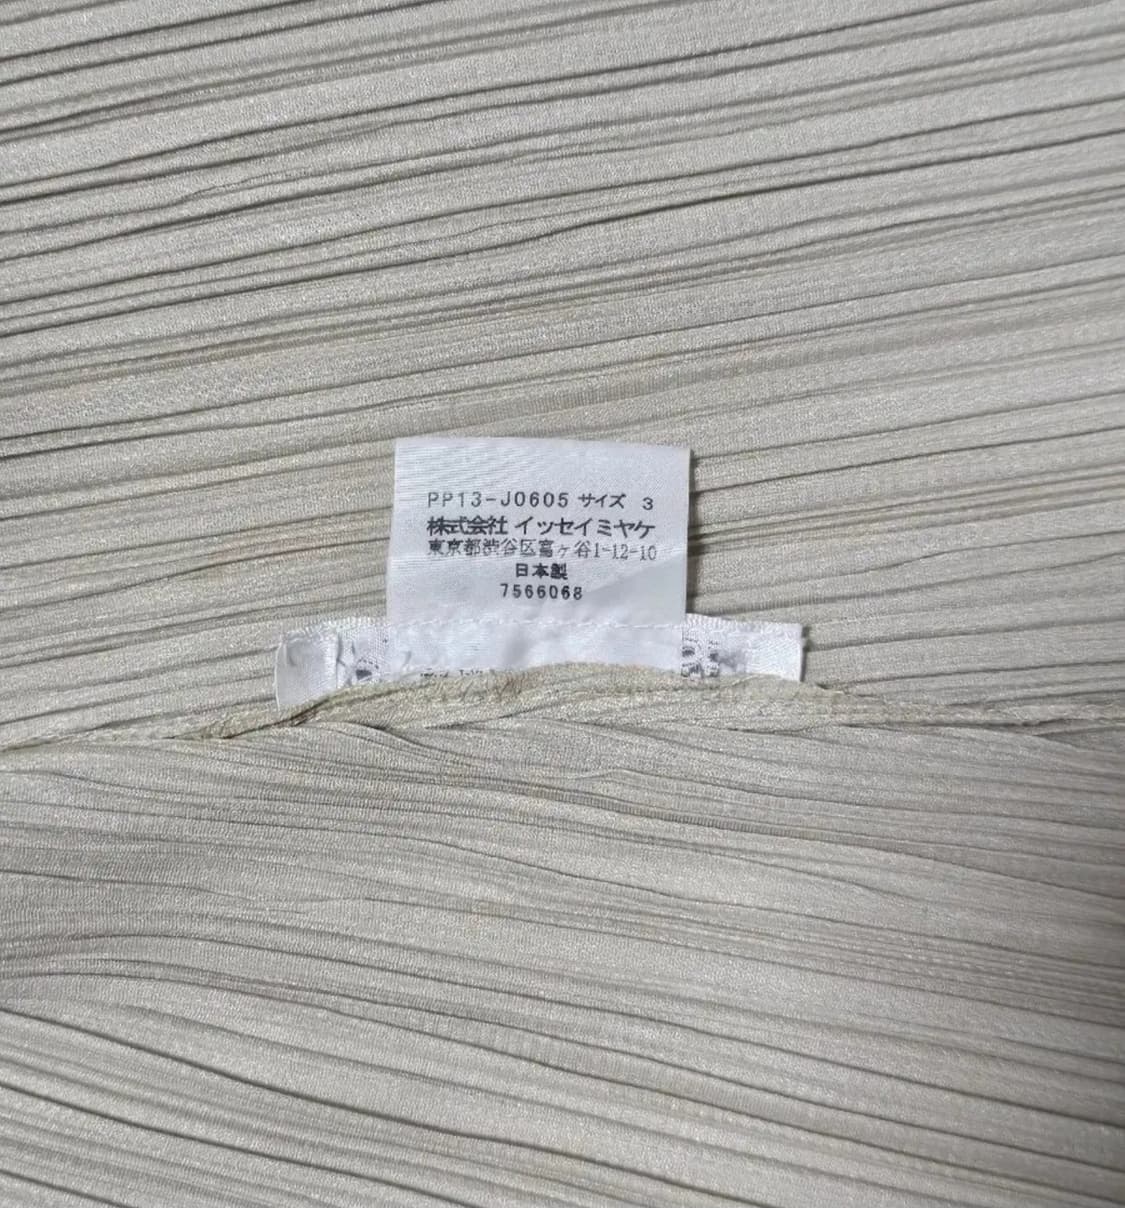 PP13-J0605 サイズ 3
株式会社 イッセイミヤケ
東京都渋谷区富ヶ谷1-12-10
日本製
7566068